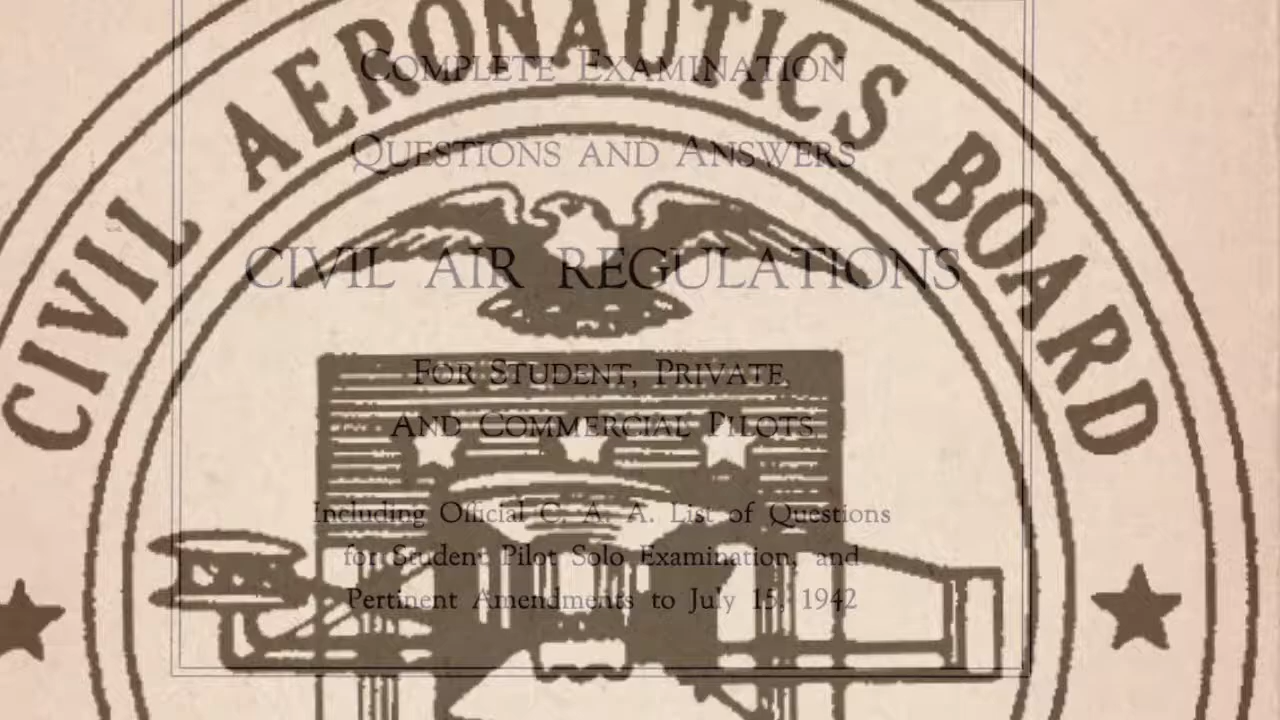 CIVIL AERONAUTICS BOARD
COMPLETE EXAMINATION
QUESTIONS AND ANSWERS
CIVIL AIR REGULATIONS
FOR STUDENT, PRIVATE
AND COMMERCIAL PILOTS
Including Official C. A. A. List of Questions
for Student Pilot Solo Examination, and
Pertinent Amendments to July 15, 1942